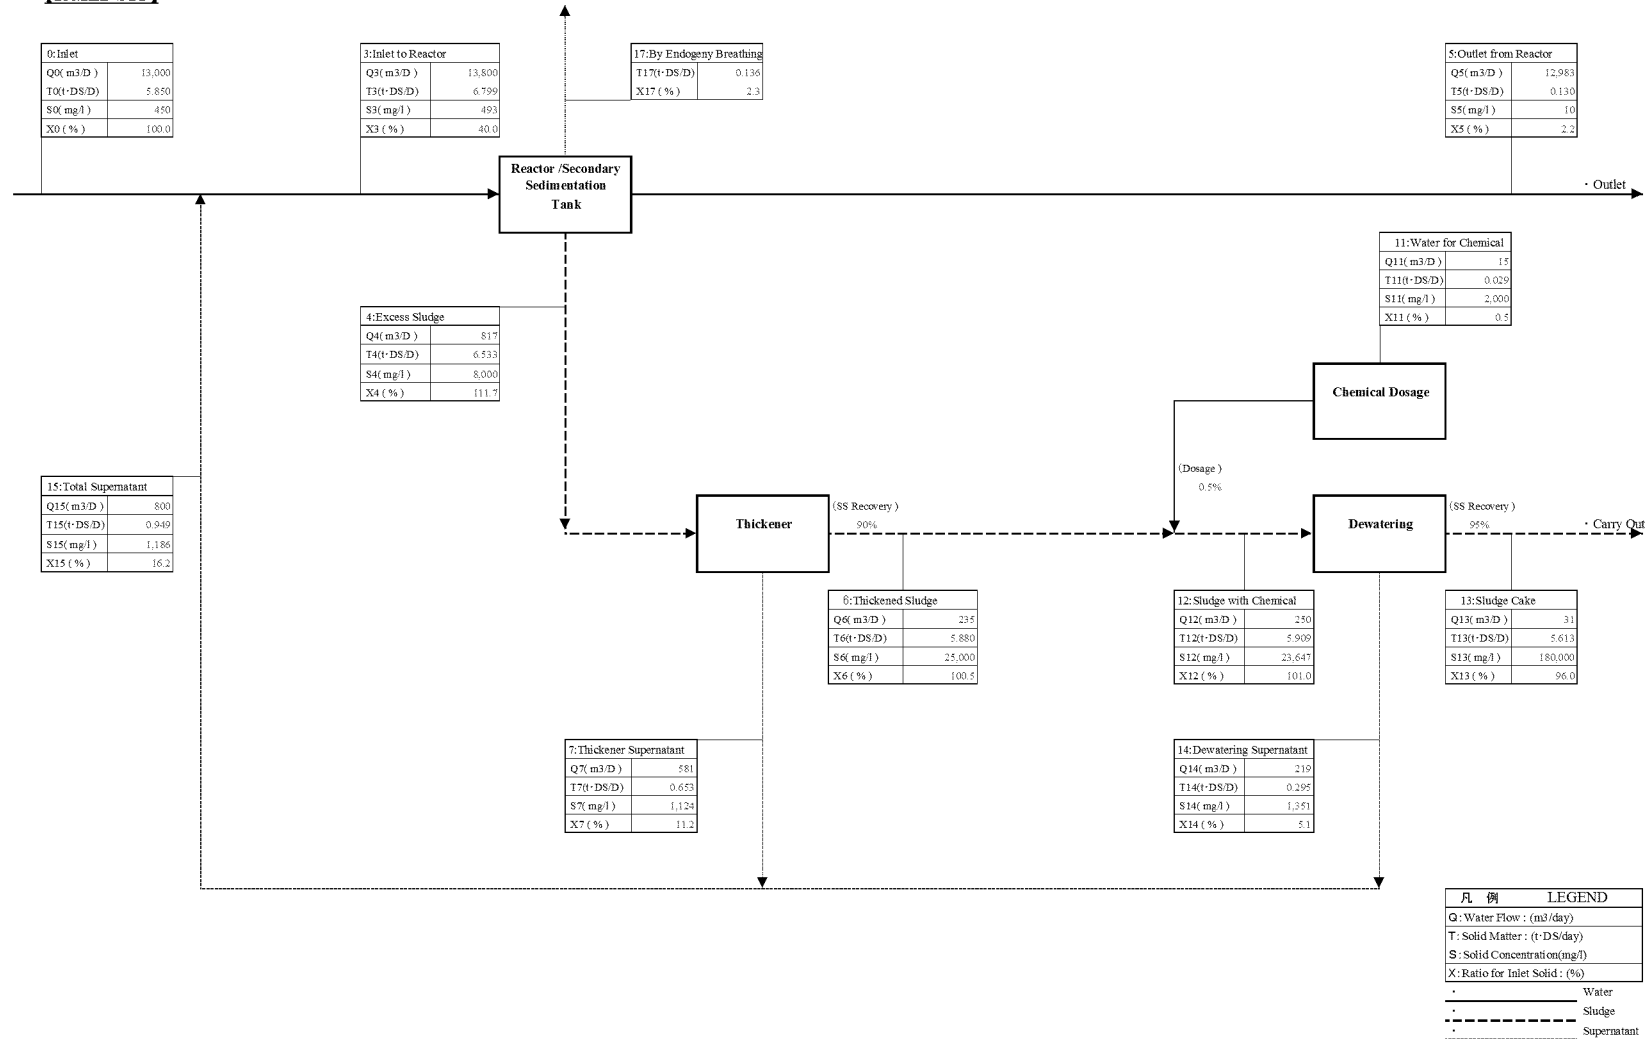 0:Inlet
Q0( m3/D ) 13,000
T0(t･DS/D) 5.850
S0( mg/l ) 450
X0 ( % ) 100.0
3:Inlet to Reactor
Q3( m3/D ) 13,800
T3(t･DS/D) 6.799
S3( mg/l ) 493
X3 ( % ) 40.0
17:By Endogeny Breathing
T17(t･DS/D) 0.136
X17 ( % ) 2.3
5:Outlet from Reactor
Q5( m3/D ) 12,983
T5(t･DS/D) 0.130
S5( mg/l ) 10
X5 ( % ) 2.2
Reactor /Secondary
Sedimentation
Tank
・ Outlet
11:Water for Chemical
Q11( m3/D ) 15
T11(t･DS/D) 0.029
S11( mg/l ) 2,000
X11 ( % ) 0.5
4:Excess Sludge
Q4( m3/D ) 817
T4(t･DS/D) 6.533
S4( mg/l ) 8,000
X4 ( % ) 111.7
Chemical Dosage
(Dosage )
0.5%
15:Total Supernatant
Q15( m3/D ) 800
T15(t･DS/D) 0.949
S15( mg/l ) 1,186
X15 ( % ) 16.2
Thickener
(SS Recovery )
90%
Dewatering
(SS Recovery )
95%
・ Carry Out
6:Thickened Sludge
Q6( m3/D ) 235
T6(t･DS/D) 5.880
S6( mg/l ) 25,000
X6 ( % ) 100.5
12:Sludge with Chemical
Q12( m3/D ) 250
T12(t･DS/D) 5.909
S12( mg/l ) 23,647
X12 ( % ) 101.0
13:Sludge Cake
Q13( m3/D ) 31
T13(t･DS/D) 5.613
S13( mg/l ) 180,000
X13 ( % ) 96.0
7:Thickener Supernatant
Q7( m3/D ) 581
T7(t･DS/D) 0.653
S7( mg/l ) 1,124
X7 ( % ) 11.2
14:Dewatering Supernatant
Q14( m3/D ) 219
T14(t･DS/D) 0.295
S14( mg/l ) 1,351
X14 ( % ) 5.1
凡 例 LEGEND
Q:Water Flow : (m3/day)
T:Solid Matter : (t･DS/day)
S:Solid Concentration(mg/l)
X:Ratio for Inlet Solid : (%)
・ Water
・ Sludge
・ Supernatant